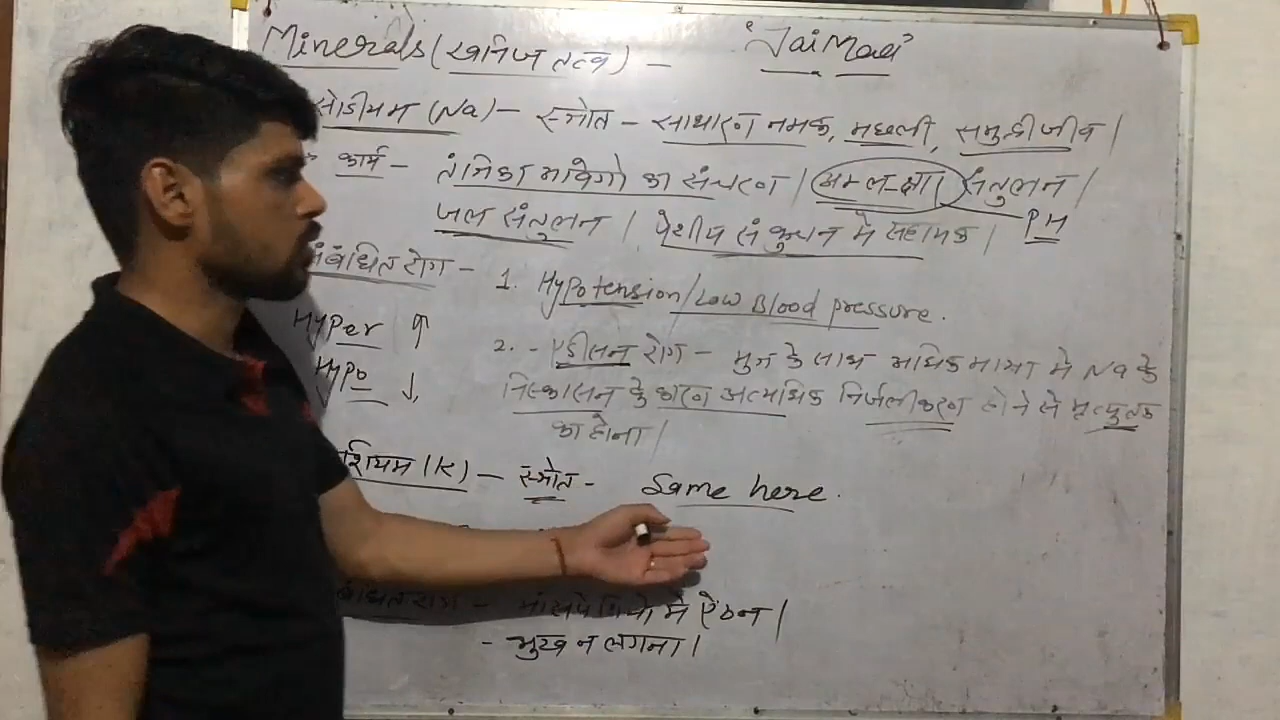 Minerals (खनिज तत्व) - "Jai Maa"
सोडीयम (Na) - स्त्रोत - साधारण नमक, मछली, समुद्री जीव |
कार्य - तंत्रिका आवेगो का संचरण | अम्ल-क्षार संतुलन |
जल संतुलन | पेशीय संकुचन मे सहायक | PH
संबंधित रोग - 1. Hypotension/Low Blood pressure.
Hyper ↑
2. - एडीसन रोग - मुत्र के साथ अधिक मात्रा मे Na के
Hypo ↓
निष्कासन के कारण अत्यधिक निर्जलीकरण होने से मृत्यु तक
का होना |
शियम (K) - स्त्रोत - Same here.
बंधित रोग - मांसपेशियो मे ऐंठन |
- भुख न लगना |